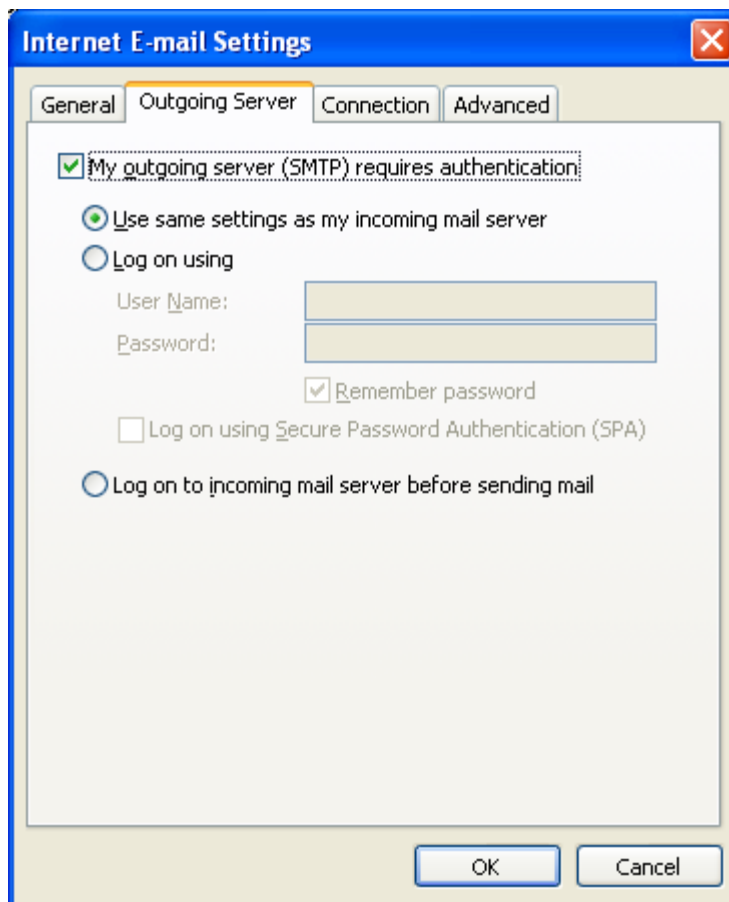 Internet E-mail Settings
General Outgoing Server Connection Advanced
My outgoing server (SMTP) requires authentication
Use same settings as my incoming mail server
Log on using
User Name:
Password:
Remember password
Log on using Secure Password Authentication (SPA)
Log on to incoming mail server before sending mail
OK Cancel